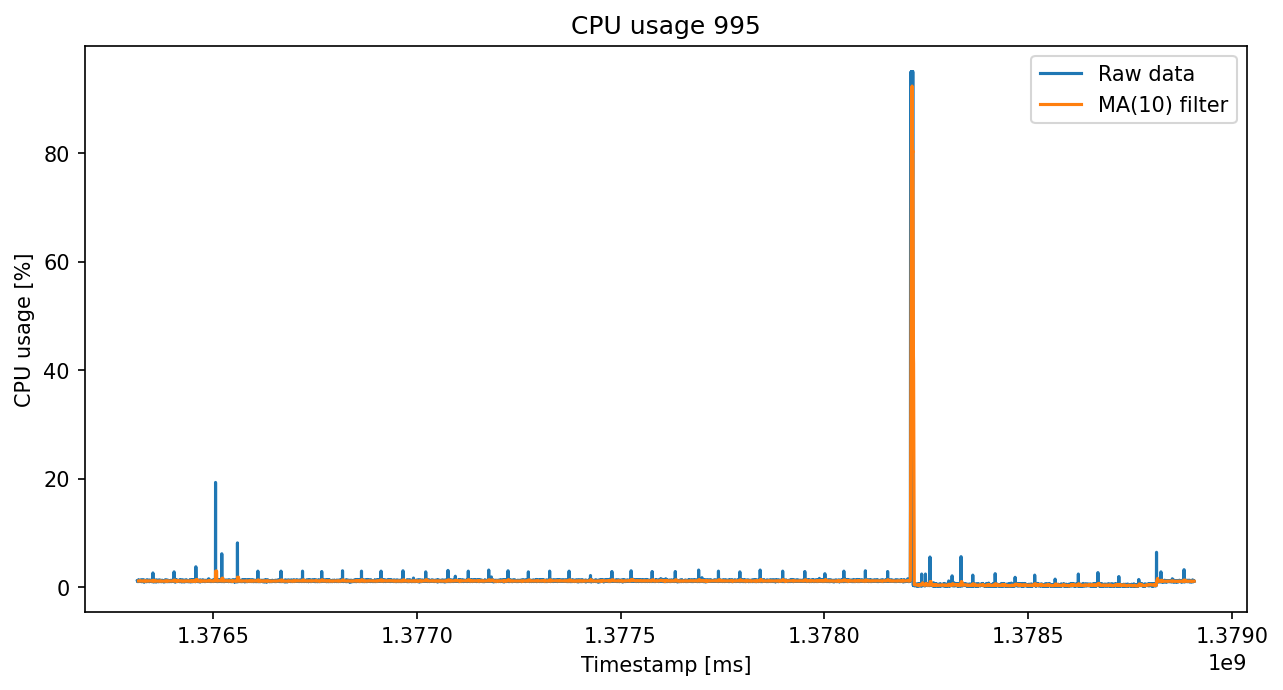 CPU usage 995
Raw data
MA(10) filter
CPU usage [%]
80
60
40
20
0
1.3765 1.3770 1.3775 1.3780 1.3785 1.3790
1e9
Timestamp [ms]